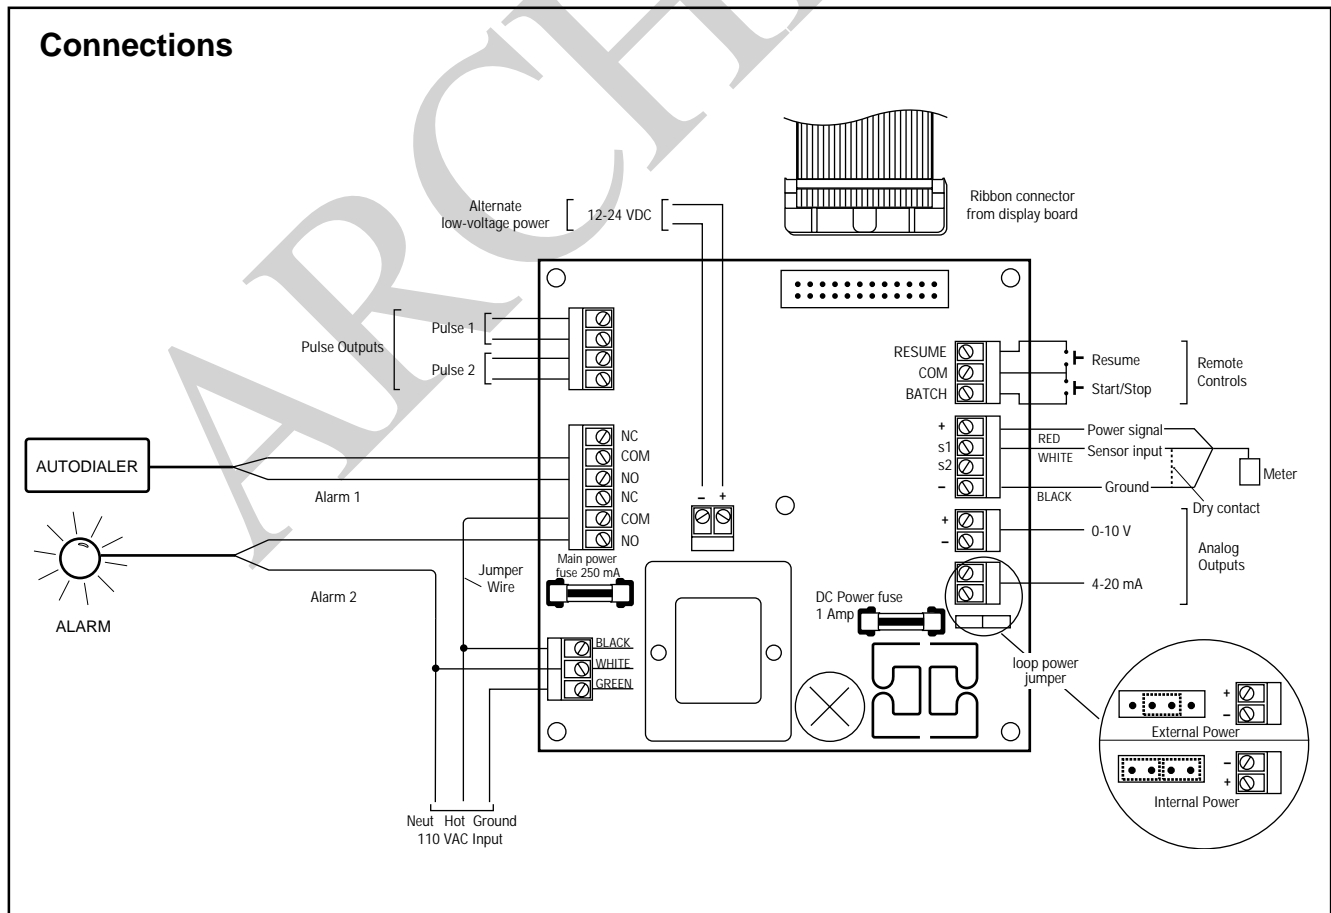 Connections
ARCH
Ribbon connector
from display board
Alternate
low-voltage power
12-24 VDC
Pulse Outputs
Pulse 1
Pulse 2
RESUME
COM
BATCH
Resume
Start/Stop
Remote
Controls
+
s1
s2
–
RED
WHITE
BLACK
Power signal
Sensor input
Ground
Meter
Dry contact
AUTODIALER
Alarm 1
NC
COM
NO
NC
COM
NO
– +
+
–
0-10 V
4-20 mA
Analog
Outputs
ALARM
Alarm 2
Jumper
Wire
Main power
fuse 250 mA
DC Power fuse
1 Amp
BLACK
WHITE
GREEN
loop power
jumper
+
–
External Power
–
+
Internal Power
Neut Hot Ground
110 VAC Input